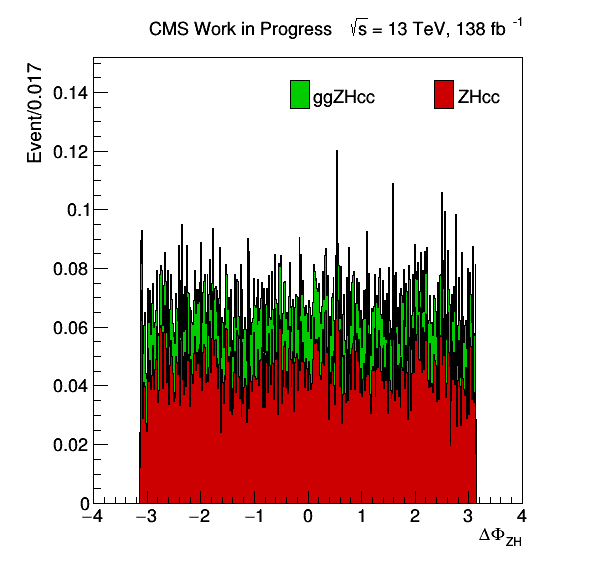 CMS Work in Progress √s = 13 TeV, 138 fb⁻¹
Event/0.017
ggZHcc ZHcc
0.14
0.12
0.1
0.08
0.06
0.04
0.02
0
−4 −3 −2 −1 0 1 2 3 4
ΔΦ_ZH